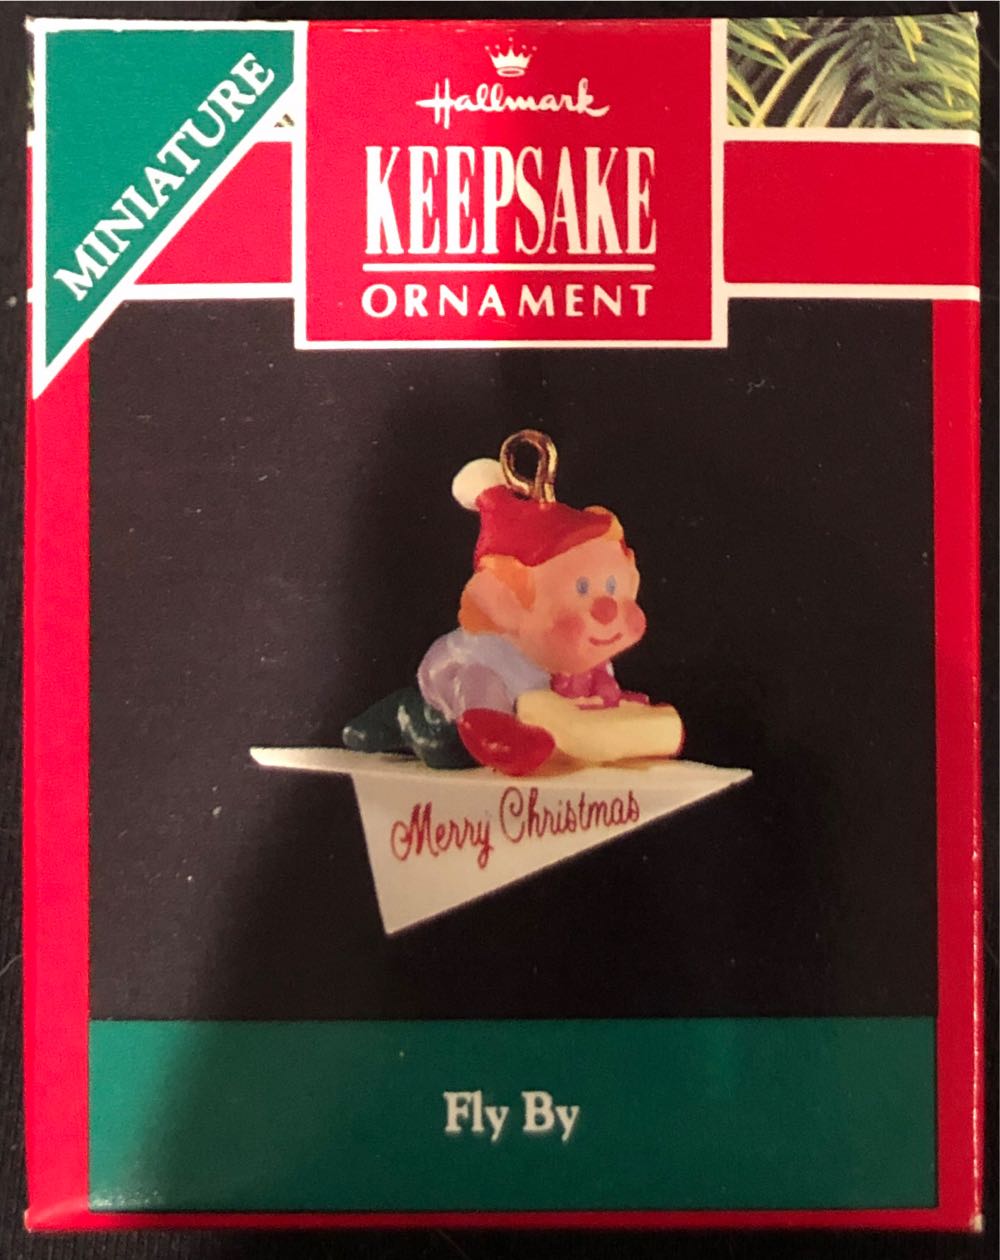 MINIATURE
Hallmark
KEEPSAKE
ORNAMENT
Merry Christmas
Fly By